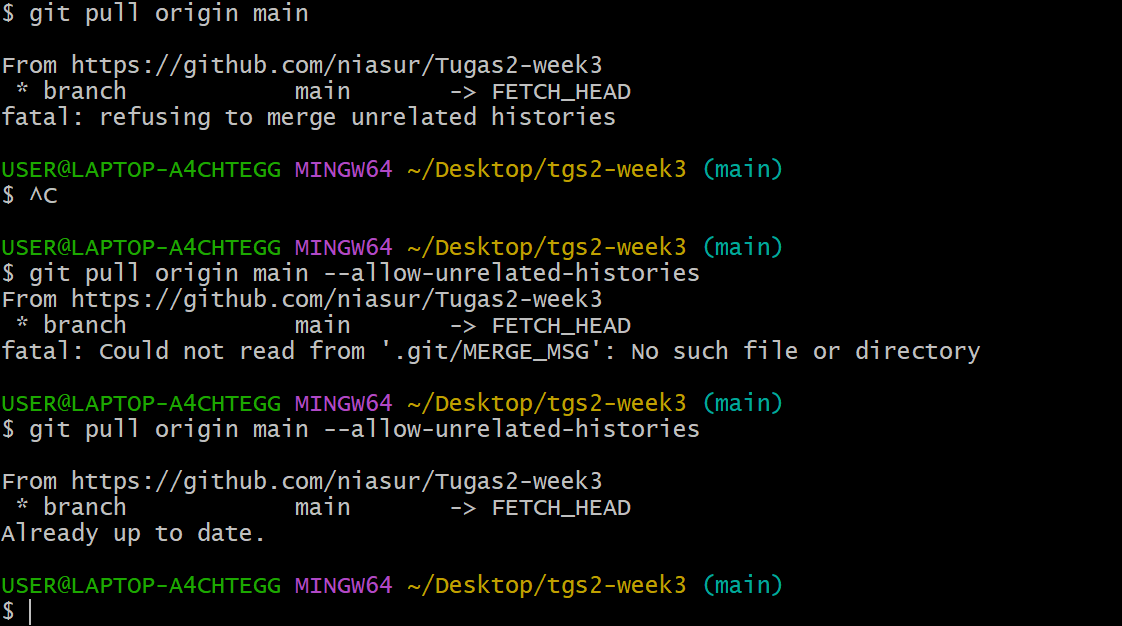 $ git pull origin main
From https://github.com/niasur/Tugas2-week3
 * branch            main       -> FETCH_HEAD
fatal: refusing to merge unrelated histories
USER@LAPTOP-A4CHTEGG MINGW64 ~/Desktop/tgs2-week3 (main)
$ ^C
USER@LAPTOP-A4CHTEGG MINGW64 ~/Desktop/tgs2-week3 (main)
$ git pull origin main --allow-unrelated-histories
From https://github.com/niasur/Tugas2-week3
 * branch            main       -> FETCH_HEAD
fatal: Could not read from '.git/MERGE_MSG': No such file or directory
USER@LAPTOP-A4CHTEGG MINGW64 ~/Desktop/tgs2-week3 (main)
$ git pull origin main --allow-unrelated-histories
From https://github.com/niasur/Tugas2-week3
 * branch            main       -> FETCH_HEAD
Already up to date.
USER@LAPTOP-A4CHTEGG MINGW64 ~/Desktop/tgs2-week3 (main)
$